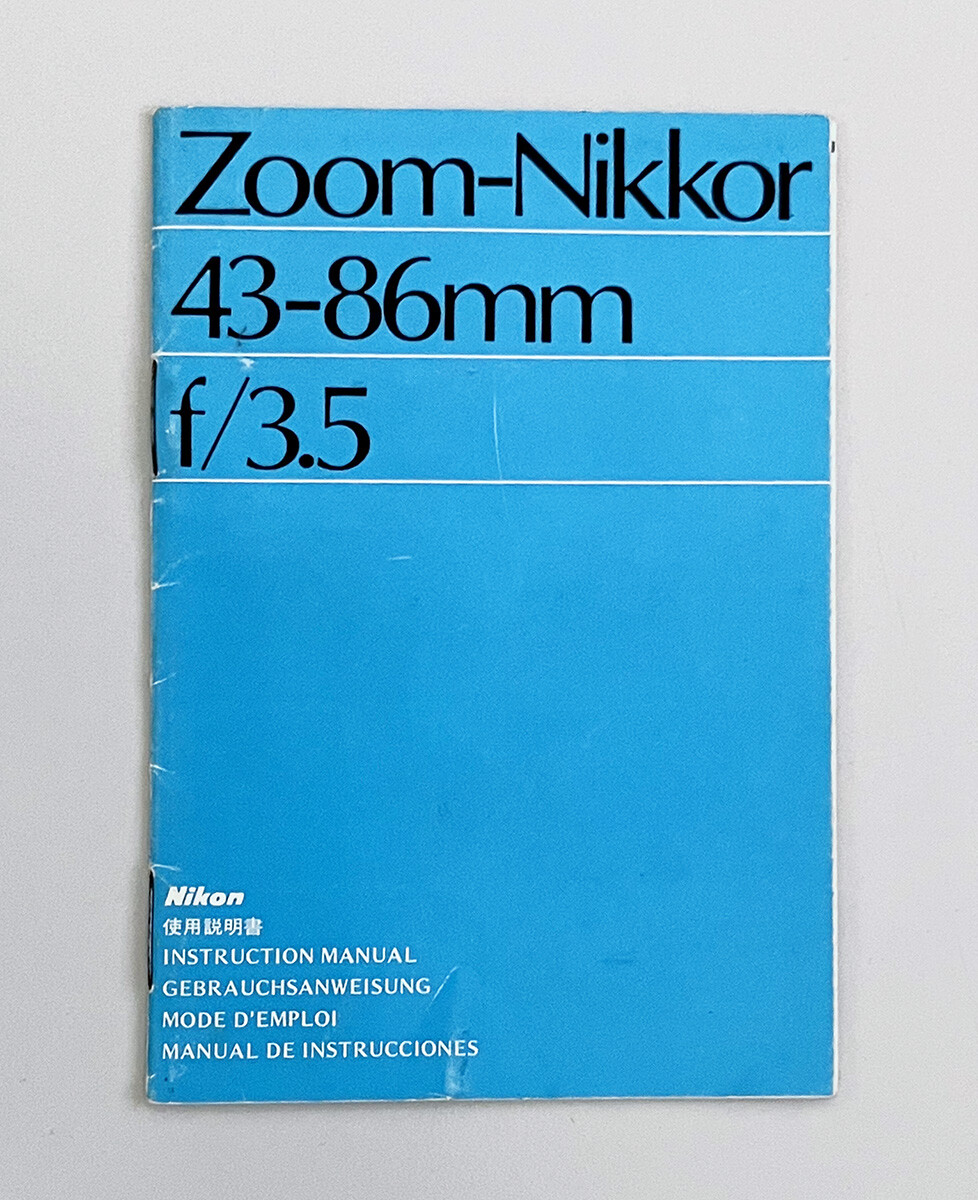 Zoom-Nikkor
43-86mm
f/3.5
Nikon
使用説明書
INSTRUCTION MANUAL
GEBRAUCHSANWEISUNG
MODE D'EMPLOI
MANUAL DE INSTRUCCIONES